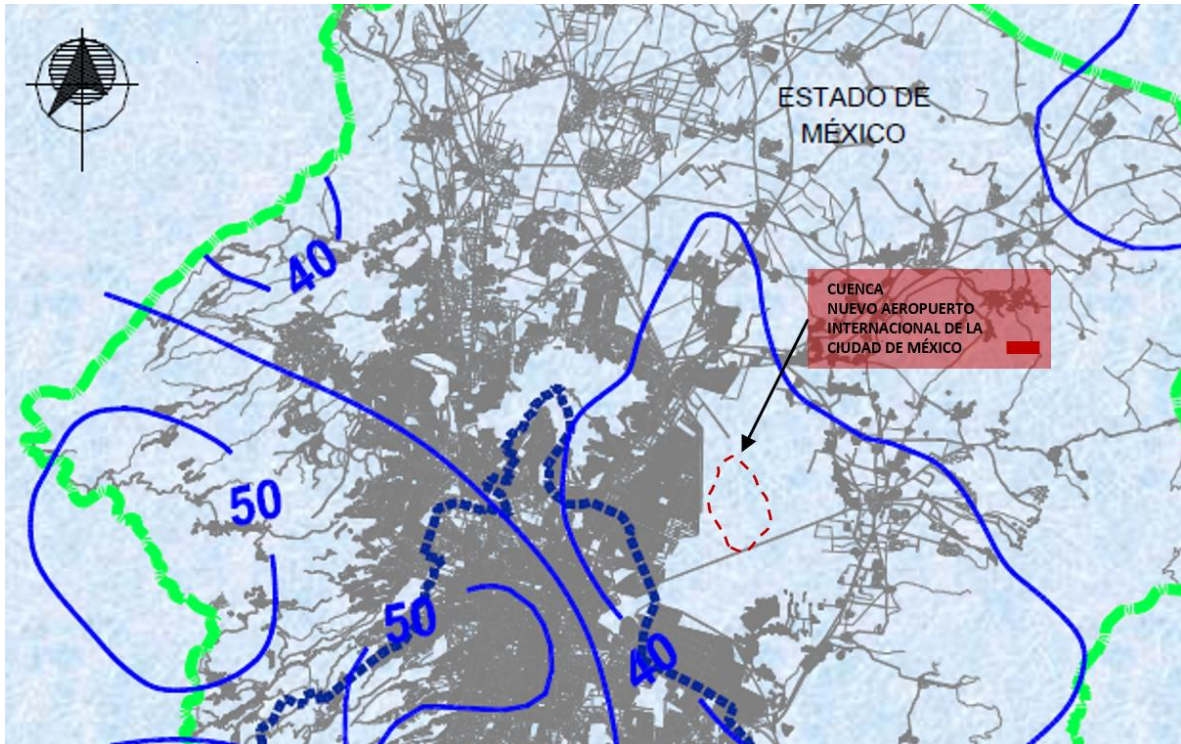 ESTADO DE
MÉXICO
40
CUENCA
NUEVO AEROPUERTO
INTERNACIONAL DE LA
CIUDAD DE MÉXICO
50
50
40